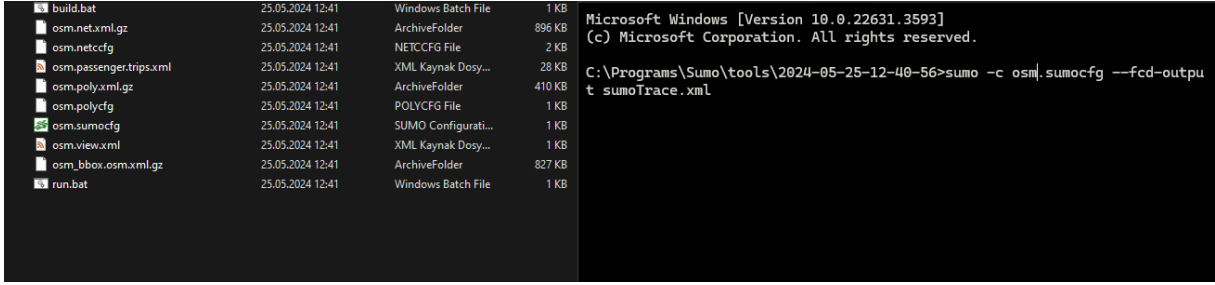 build.bat 25.05.2024 12:41 Windows Batch File 1 KB
osm.net.xml.gz 25.05.2024 12:41 ArchiveFolder 896 KB
osm.netccfg 25.05.2024 12:41 NETCCFG File 2 KB
osm.passenger.trips.xml 25.05.2024 12:41 XML Kaynak Dosy... 28 KB
osm.poly.xml.gz 25.05.2024 12:41 ArchiveFolder 410 KB
osm.polycfg 25.05.2024 12:41 POLYCFG File 1 KB
osm.sumocfg 25.05.2024 12:41 SUMO Configurati... 1 KB
osm.view.xml 25.05.2024 12:41 XML Kaynak Dosy... 1 KB
osm_bbox.osm.xml.gz 25.05.2024 12:41 ArchiveFolder 827 KB
run.bat 25.05.2024 12:41 Windows Batch File 1 KB
Microsoft Windows [Version 10.0.22631.3593]
(c) Microsoft Corporation. All rights reserved.
C:\Programs\Sumo\tools\2024-05-25-12-40-56>sumo -c osm.sumocfg --fcd-outpu
t sumoTrace.xml